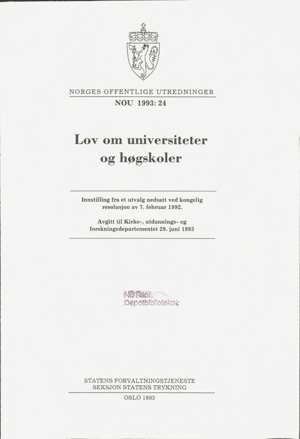 NORGES OFFENTLIGE UTREDNINGER
NOU 1993: 24
Lov om universiteter
og høgskoler
Innstilling fra et utvalg nedsatt ved kongelig
resolusjon av 7. februar 1992.
Avgitt til Kirke-, utdannings- og
forskningsdepartementet 28. juni 1993
Depotbiblioteket
STATENS FORVALTNINGSTJENESTE
SEKSJON STATENS TRYKNING
OSLO 1993